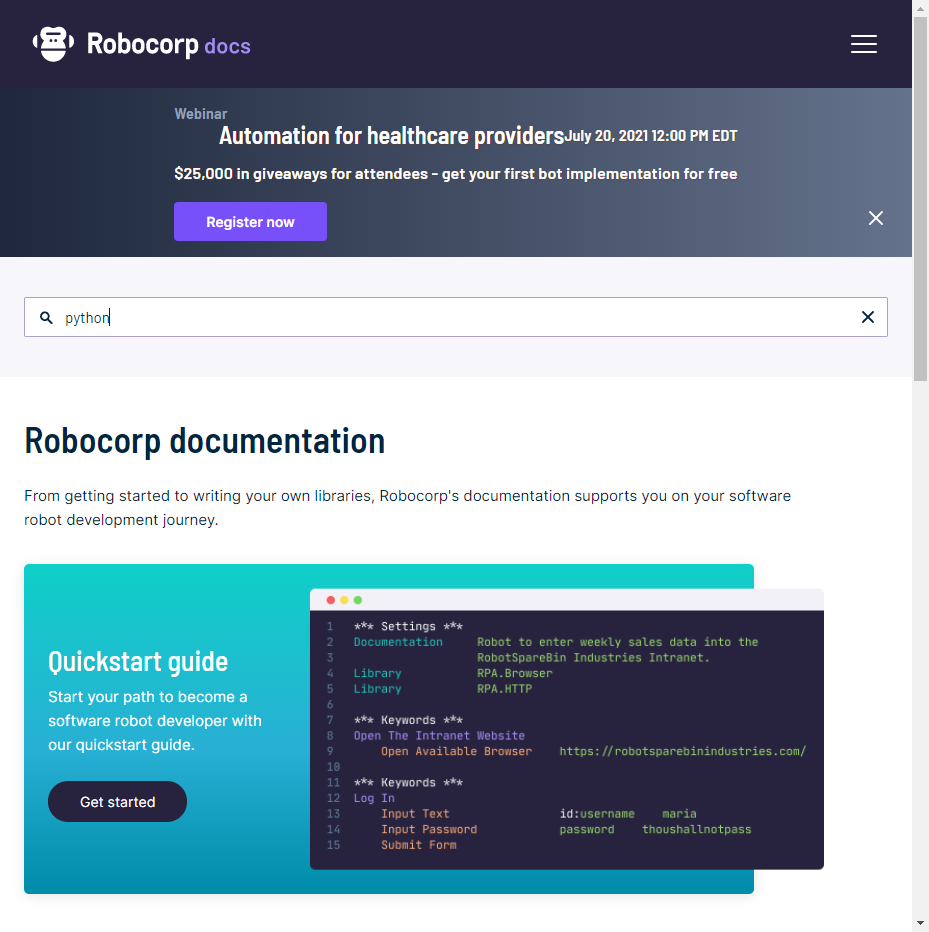 Robocorp docs
Webinar
Automation for healthcare providers July 20, 2021 12:00 PM EDT
$25,000 in giveaways for attendees - get your first bot implementation for free
Register now
python
Robocorp documentation
From getting started to writing your own libraries, Robocorp's documentation supports you on your software
robot development journey.
Quickstart guide
Start your path to become a
software robot developer with
our quickstart guide.
Get started
1 *** Settings ***
2 Documentation Robot to enter weekly sales data into the
3 RobotSpareBin Industries Intranet.
4 Library RPA.Browser
5 Library RPA.HTTP
6
7 *** Keywords ***
8 Open The Intranet Website
9 Open Available Browser https://robotsparebinindustries.com/
10
11 *** Keywords ***
12 Log In
13 Input Text id:username maria
14 Input Password password thoushallnotpass
15 Submit Form